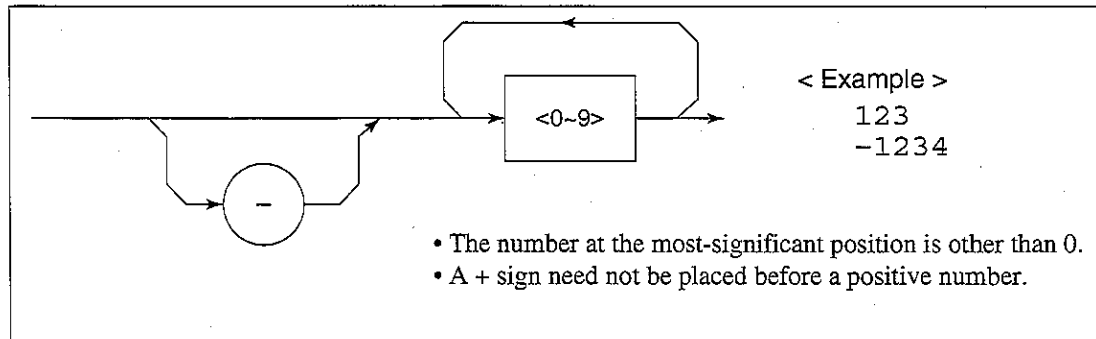 < Example >
123
<0~9>
-1234
-
• The number at the most-significant position is other than 0.
• A + sign need not be placed before a positive number.